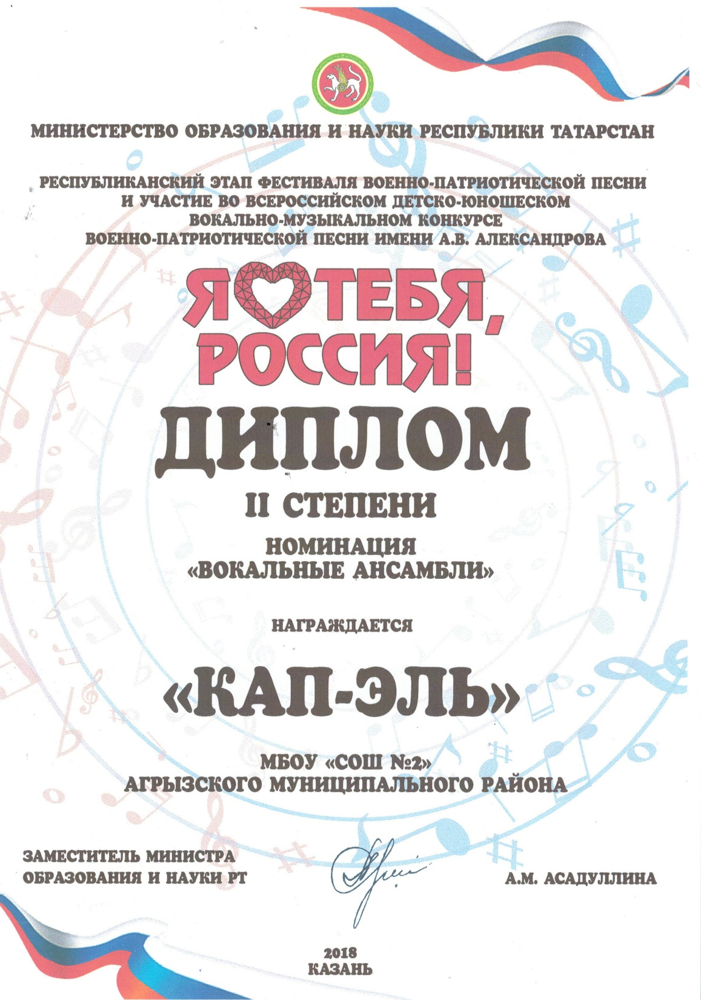 МИНИСТЕРСТВО ОБРАЗОВАНИЯ И НАУКИ РЕСПУБЛИКИ ТАТАРСТАН
РЕСПУБЛИКАНСКИЙ ЭТАП ФЕСТИВАЛЯ ВОЕННО-ПАТРИОТИЧЕСКОЙ ПЕСНИ
И УЧАСТИЕ ВО ВСЕРОССИЙСКОМ ДЕТСКО-ЮНОШЕСКОМ
ВОКАЛЬНО-МУЗЫКАЛЬНОМ КОНКУРСЕ
ВОЕННО-ПАТРИОТИЧЕСКОЙ ПЕСНИ ИМЕНИ А.В. АЛЕКСАНДРОВА
Я ТЕБЯ,
РОССИЯ!
ДИПЛОМ
II СТЕПЕНИ
НОМИНАЦИЯ
«ВОКАЛЬНЫЕ АНСАМБЛИ»
НАГРАЖДАЕТСЯ
«КАП-ЭЛЬ»
МБОУ «СОШ №2»
АГРЫЗСКОГО МУНИЦИПАЛЬНОГО РАЙОНА
ЗАМЕСТИТЕЛЬ МИНИСТРА
ОБРАЗОВАНИЯ И НАУКИ РТ
А.М. АСАДУЛЛИНА
2018
КАЗАНЬ